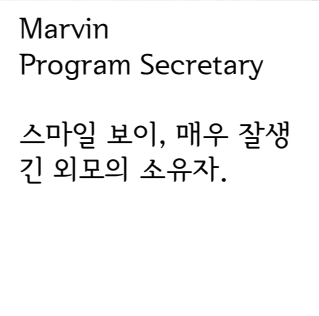 Marvin
Program Secretary
스마일 보이, 매우 잘생
긴 외모의 소유자.